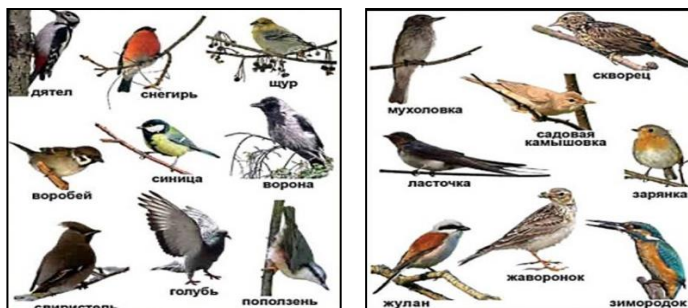 дятел
снегирь
щур
воробей
синица
ворона
свиристель
голубь
поползень
мухоловка
скворец
садовая
камышовка
ласточка
зарянка
жулан
жаворонок
зимородок